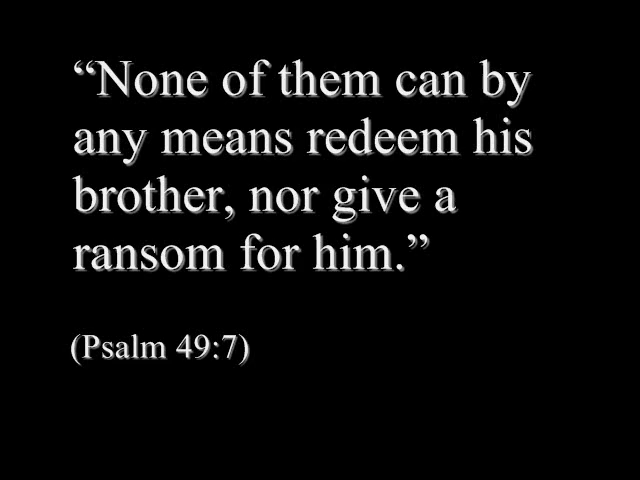 “None of them can by
any means redeem his
brother, nor give a
ransom for him.”
(Psalm 49:7)